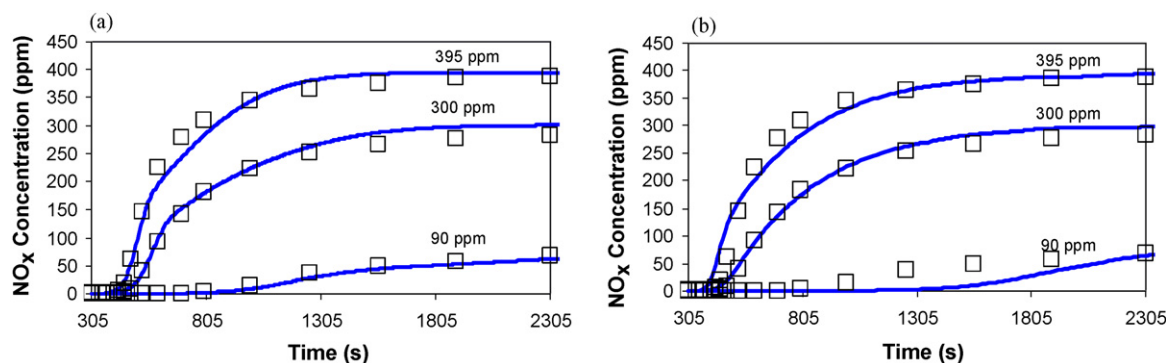 (a)
NOx Concentration (ppm)
450
400
350
300
250
200
150
100
50
0
395 ppm
300 ppm
90 ppm
305 805 1305 1805 2305
Time (s)
(b)
NOx Concentration (ppm)
450
400
350
300
250
200
150
100
50
0
395 ppm
300 ppm
90 ppm
305 805 1305 1805 2305
Time (s)